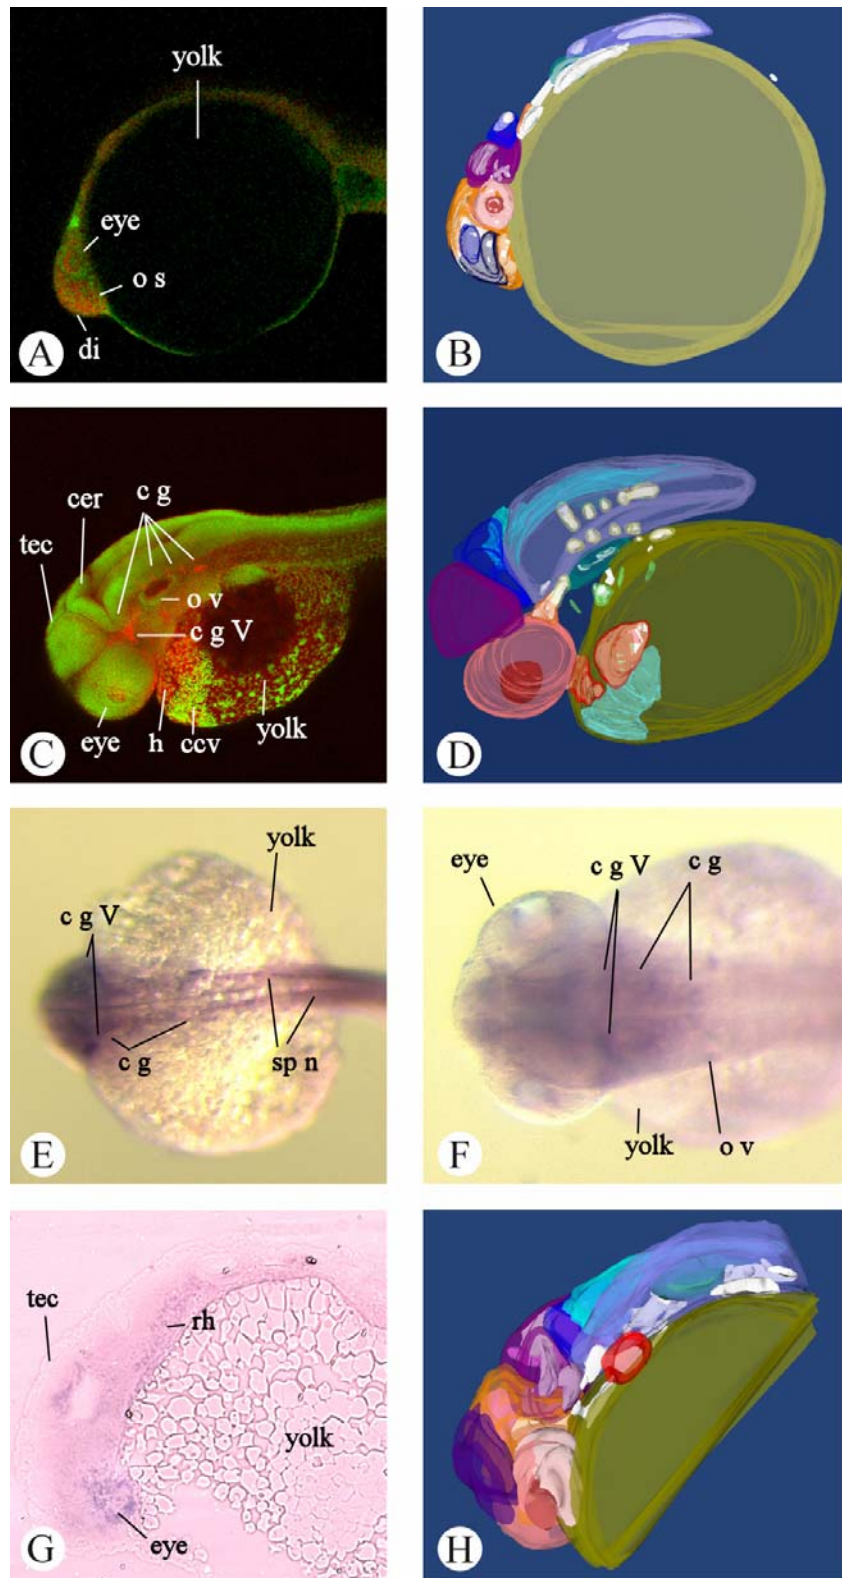 yolk
eye
o s
di
A
B
c g
cer
tec
o v
c g V
eye
h
ccv
yolk
C
D
yolk
c g V
c g
sp n
E
eye
c g V
c g
yolk
o v
F
tec
rh
yolk
eye
G
H